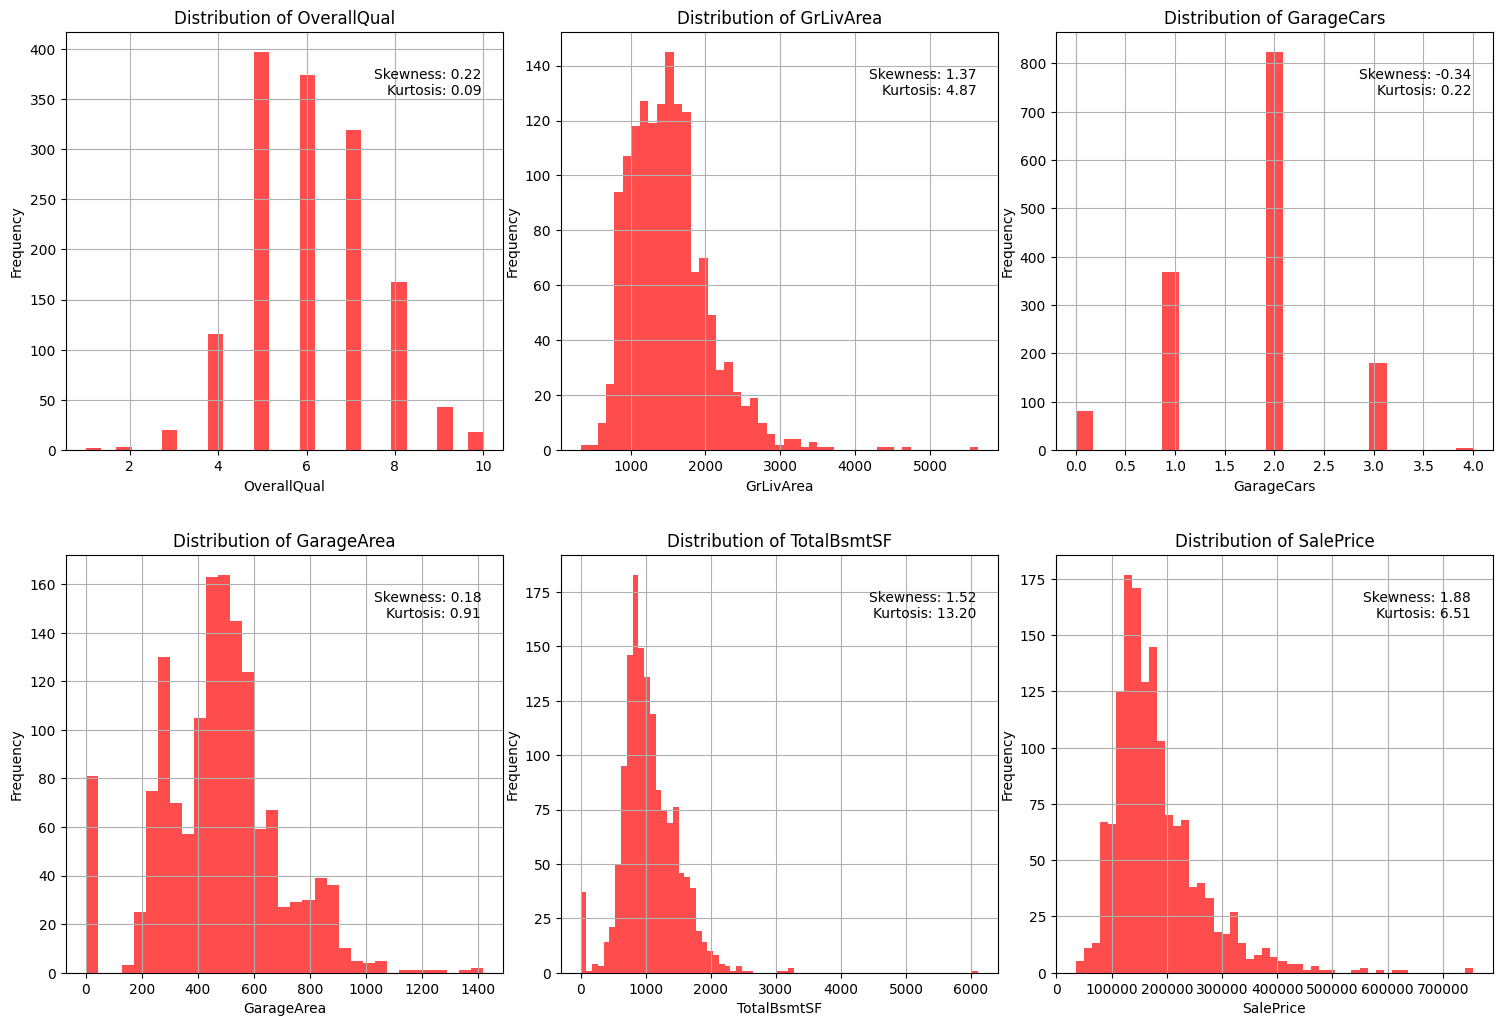 Distribution of OverallQual
400
350
300
250
200
150
100
50
0
Frequency
Skewness: 0.22
Kurtosis: 0.09
2 4 6 8 10
OverallQual
Distribution of GrLivArea
140
120
100
80
60
40
20
0
Frequency
Skewness: 1.37
Kurtosis: 4.87
1000 2000 3000 4000 5000
GrLivArea
Distribution of GarageCars
800
700
600
500
400
300
200
100
0
Frequency
Skewness: -0.34
Kurtosis: 0.22
0.0 0.5 1.0 1.5 2.0 2.5 3.0 3.5 4.0
GarageCars
Distribution of GarageArea
160
140
120
100
80
60
40
20
0
Frequency
Skewness: 0.18
Kurtosis: 0.91
0 200 400 600 800 1000 1200 1400
GarageArea
Distribution of TotalBsmtSF
175
150
125
100
75
50
25
0
Frequency
Skewness: 1.52
Kurtosis: 13.20
0 1000 2000 3000 4000 5000 6000
TotalBsmtSF
Distribution of SalePrice
175
150
125
100
75
50
25
0
Frequency
Skewness: 1.88
Kurtosis: 6.51
0 100000 200000 300000 400000 500000 600000 700000
SalePrice